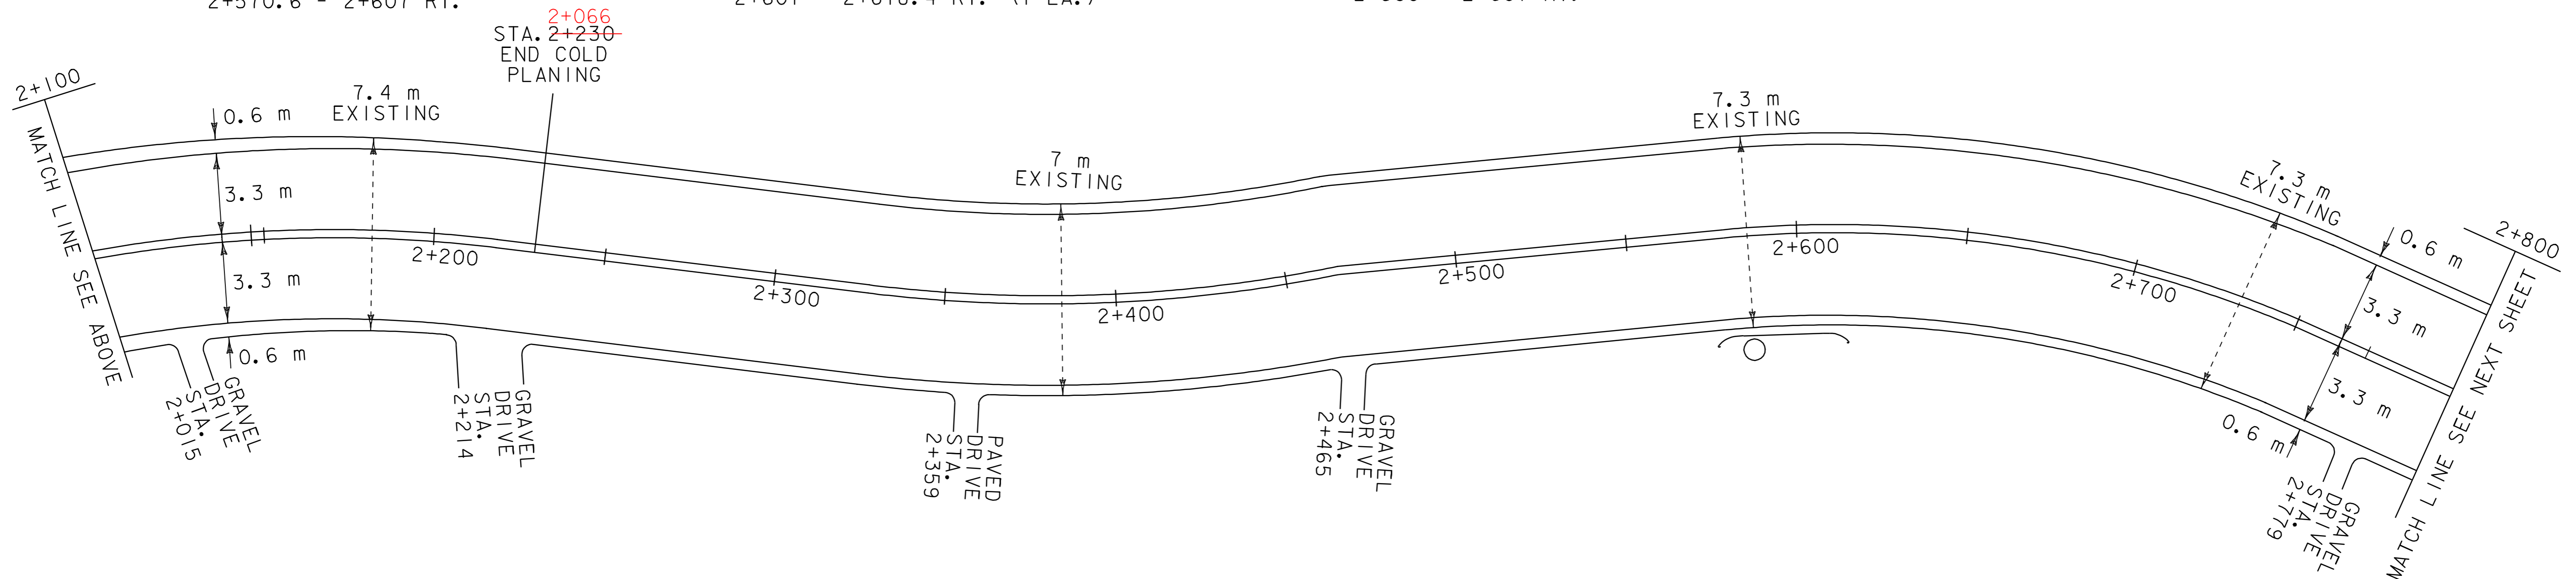 2+066
STA. 2+230
END COLD
PLANING
2+100
MATCH LINE SEE ABOVE
0.6 m
7.4 m
EXISTING
3.3 m
3.3 m
0.6 m
GRAVEL
DRIVE
STA.
2+015
2+200
GRAVEL
DRIVE
STA.
2+214
2+300
7 m
EXISTING
2+400
PAVED
DRIVE
STA.
2+359
2+500
GRAVEL
DRIVE
STA.
2+465
7.3 m
EXISTING
2+600
2+700
7.3 m
EXISTING
0.6 m
3.3 m
3.3 m
0.6 m
GRAVEL
DRIVE
STA.
2+779
2+800
MATCH LINE SEE NEXT SHEET